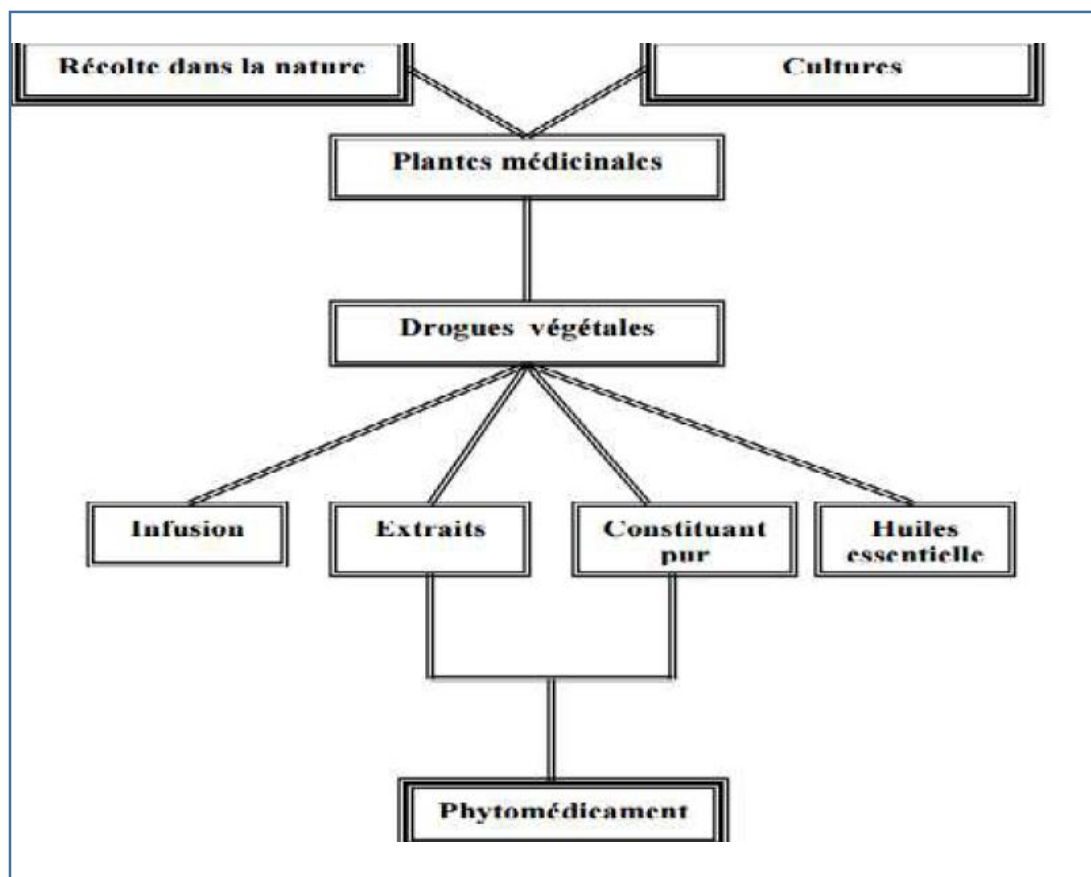 Récolte dans la nature
Cultures
Plantes médicinales
Drogues végétales
Infusion
Extraits
Constituant
pur
Huiles
essentielle
Phytomédicament